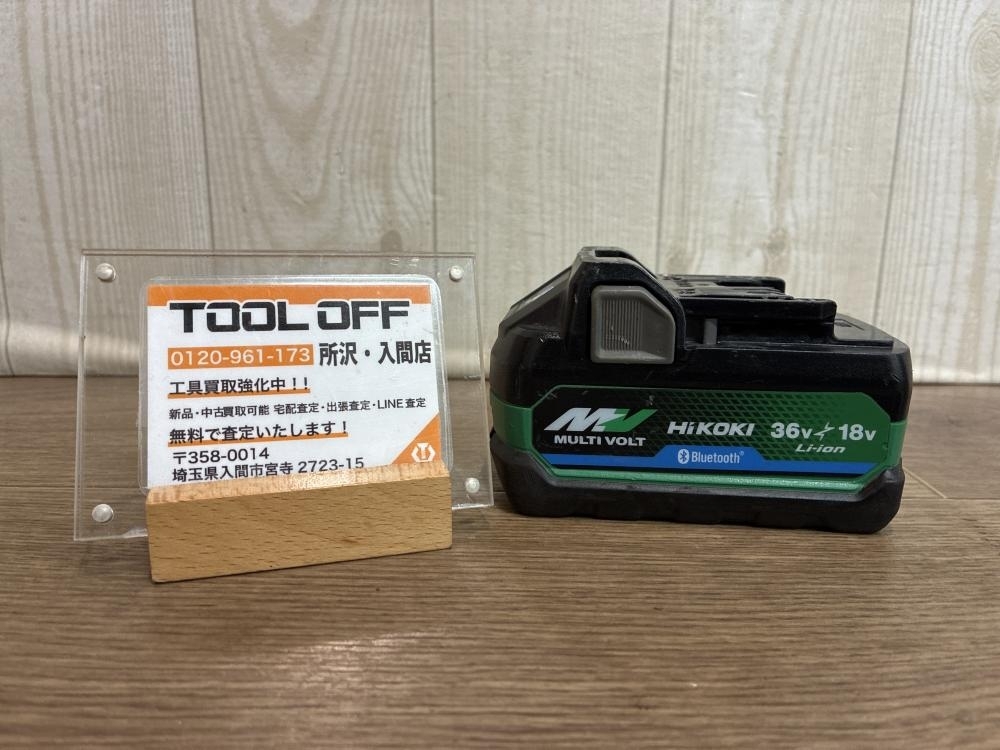 TOOL OFF
0120-961-173 所沢・入間店
工具買取強化中!!
新品・中古買取可能 宅配査定・出張査定・LINE査定
無料で査定いたします!
〒358-0014
埼玉県入間市宮寺 2723-15
MV
MULTI VOLT
HiKOKI
36V 18V
Li-ion
Bluetooth®